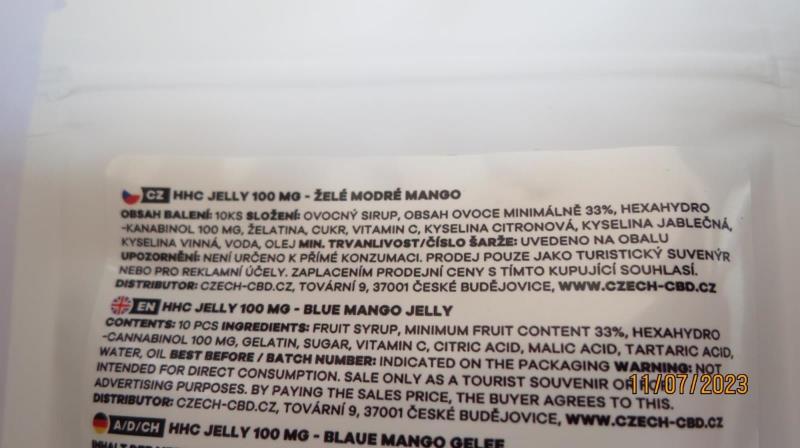 CZ HHC JELLY 100 MG - ŽELÉ MODRÉ MANGO
OBSAH BALENÍ: 10KS SLOŽENÍ: OVOCNÝ SIRUP, OBSAH OVOCE MINIMÁLNĚ 33%, HEXAHYDRO
-KANABINOL 100 MG, ŽELATINA, CUKR, VITAMIN C, KYSELINA CITRONOVÁ, KYSELINA JABLEČNÁ,
KYSELINA VINNÁ, VODA, OLEJ MIN. TRVANLIVOST/ČÍSLO ŠARŽE: UVEDENO NA OBALU
UPOZORNĚNÍ: NENÍ URČENO K PŘÍMÉ KONZUMACI. PRODEJ POUZE JAKO TURISTICKÝ SUVENÝR
NEBO PRO REKLAMNÍ ÚČELY. ZAPLACENÍM PRODEJNÍ CENY S TÍMTO KUPUJÍCÍ SOUHLASÍ.
DISTRIBUTOR: CZECH-CBD.CZ, TOVÁRNÍ 9, 37001 ČESKÉ BUDĚJOVICE, WWW.CZECH-CBD.CZ
EN HHC JELLY 100 MG - BLUE MANGO JELLY
CONTENTS: 10 PCS INGREDIENTS: FRUIT SYRUP, MINIMUM FRUIT CONTENT 33%, HEXAHYDRO
-CANNABINOL 100 MG, GELATIN, SUGAR, VITAMIN C, CITRIC ACID, MALIC ACID, TARTARIC ACID,
WATER, OIL BEST BEFORE / BATCH NUMBER: INDICATED ON THE PACKAGING WARNING: NOT
INTENDED FOR DIRECT CONSUMPTION. SALE ONLY AS A TOURIST SOUVENIR OR
ADVERTISING PURPOSES. BY PAYING THE SALES PRICE, THE BUYER AGREES TO THIS.
DISTRIBUTOR: CZECH-CBD.CZ, TOVÁRNÍ 9, 37001 ČESKÉ BUDĚJOVICE, WWW.CZECH-CBD.CZ
11/07/2023
A/D/CH HHC JELLY 100 MG - BLAUE MANGO GELEE